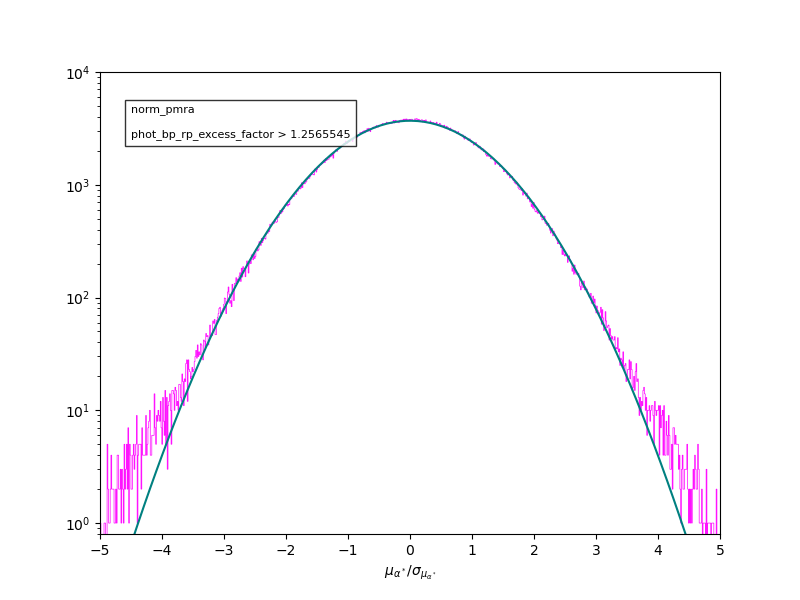 10⁴
10³
10²
10¹
10⁰
norm_pmra
phot_bp_rp_excess_factor > 1.2565545
−5 −4 −3 −2 −1 0 1 2 3 4 5
μα*/σμα*